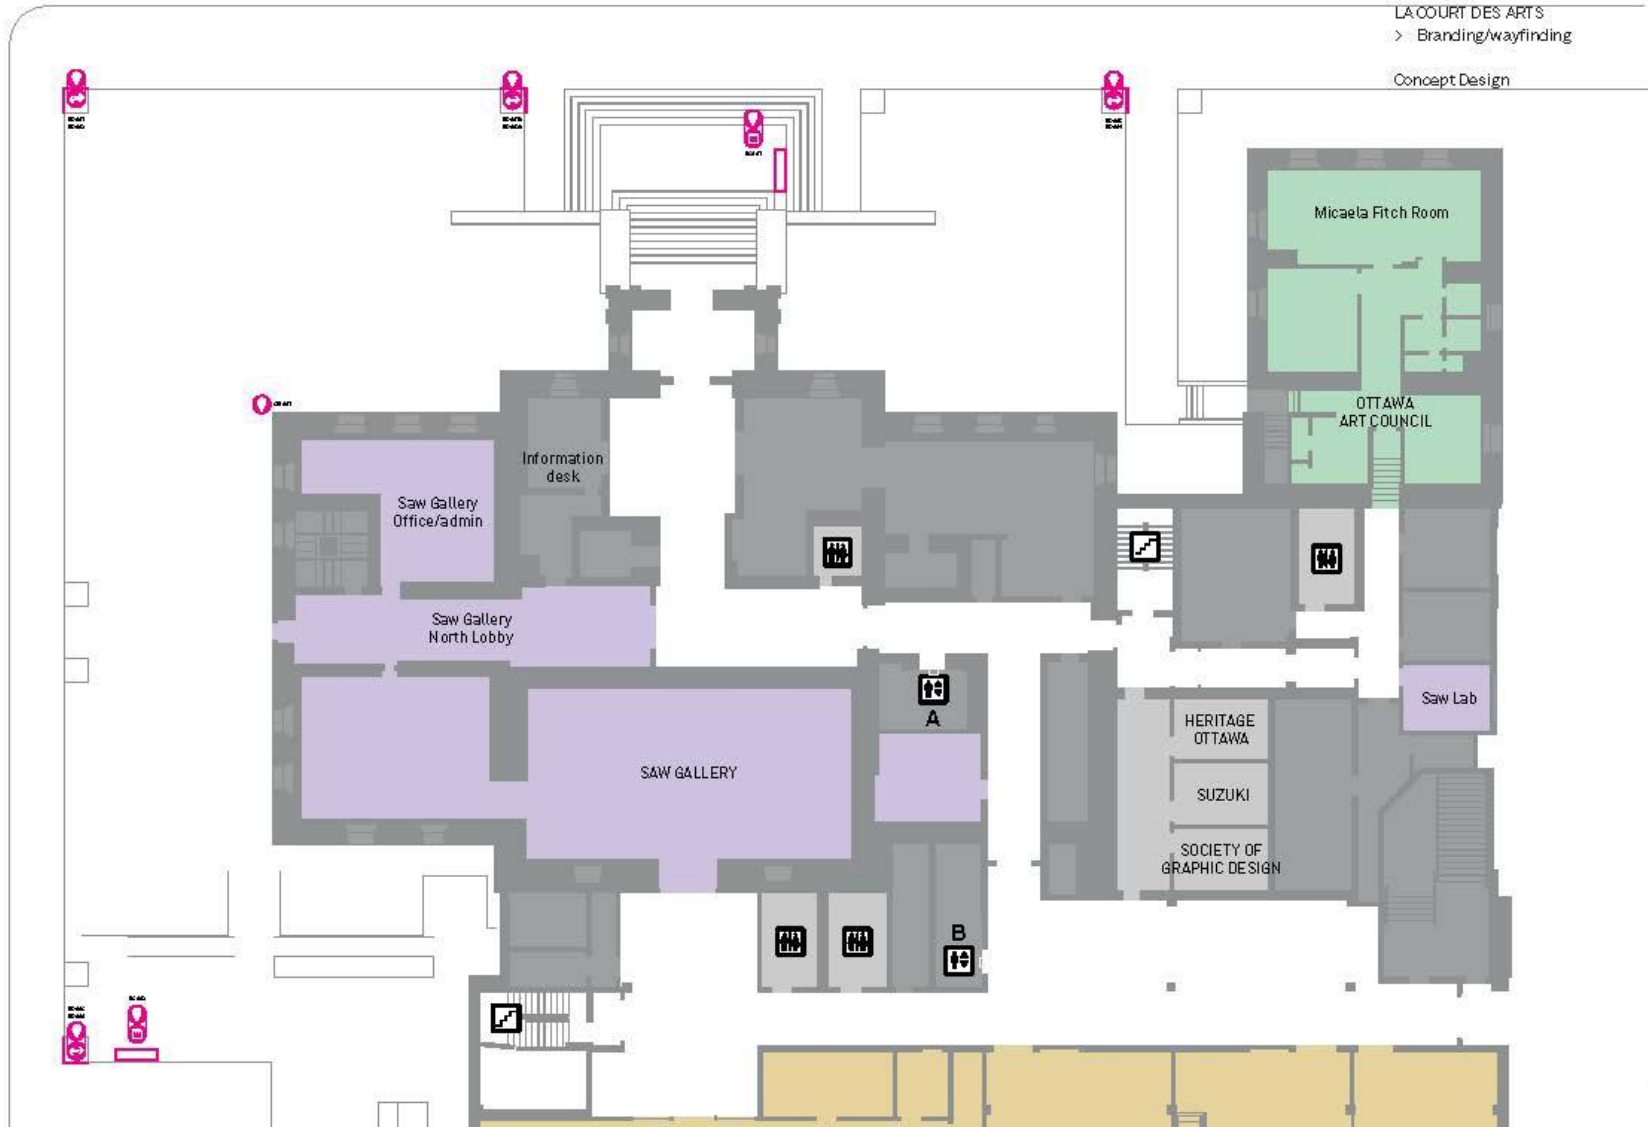 LA COURT DES ARTS
> Branding/wayfinding
Concept Design
Micaela Fitch Room
OTTAWA
ART COUNCIL
Information
desk
Saw Gallery
Office/admin
Saw Gallery
North Lobby
Saw Lab
A
HERITAGE
OTTAWA
SAW GALLERY
SUZUKI
SOCIETY OF
GRAPHIC DESIGN
B